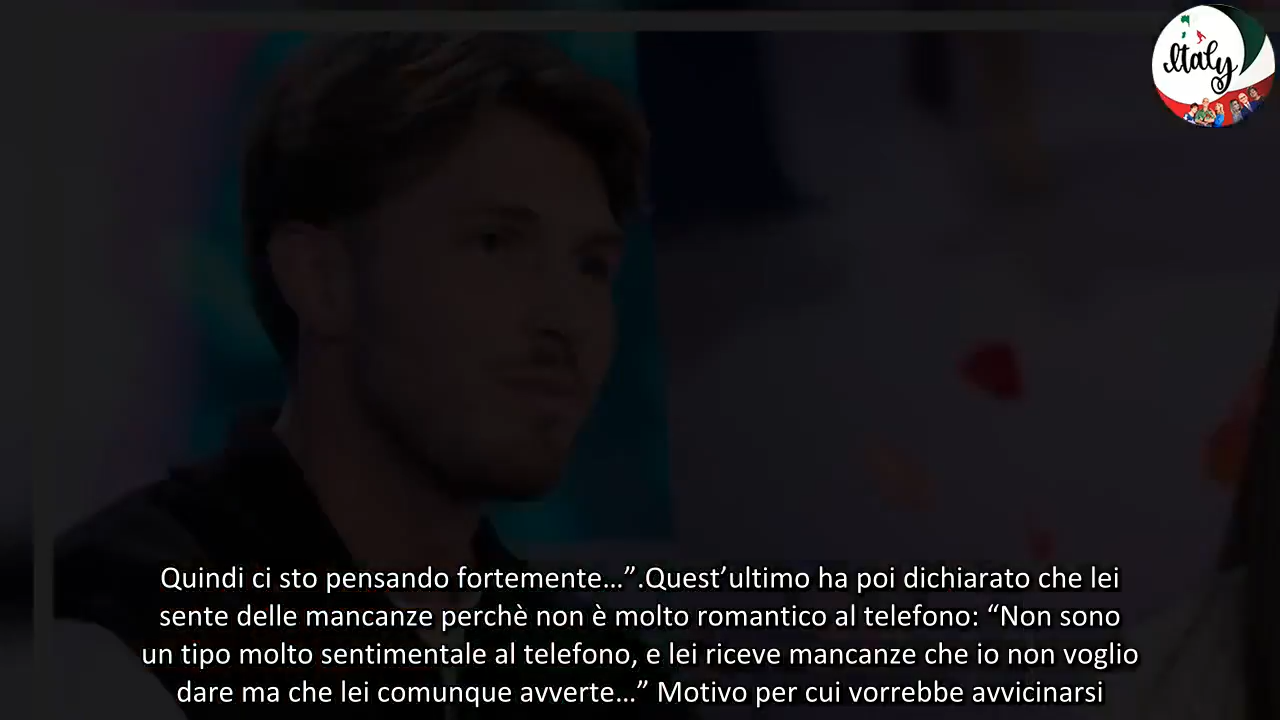 Italy
Quindi ci sto pensando fortemente…”.Quest’ultimo ha poi dichiarato che lei
sente delle mancanze perchè non è molto romantico al telefono: “Non sono
un tipo molto sentimentale al telefono, e lei riceve mancanze che io non voglio
dare ma che lei comunque avverte…” Motivo per cui vorrebbe avvicinarsi